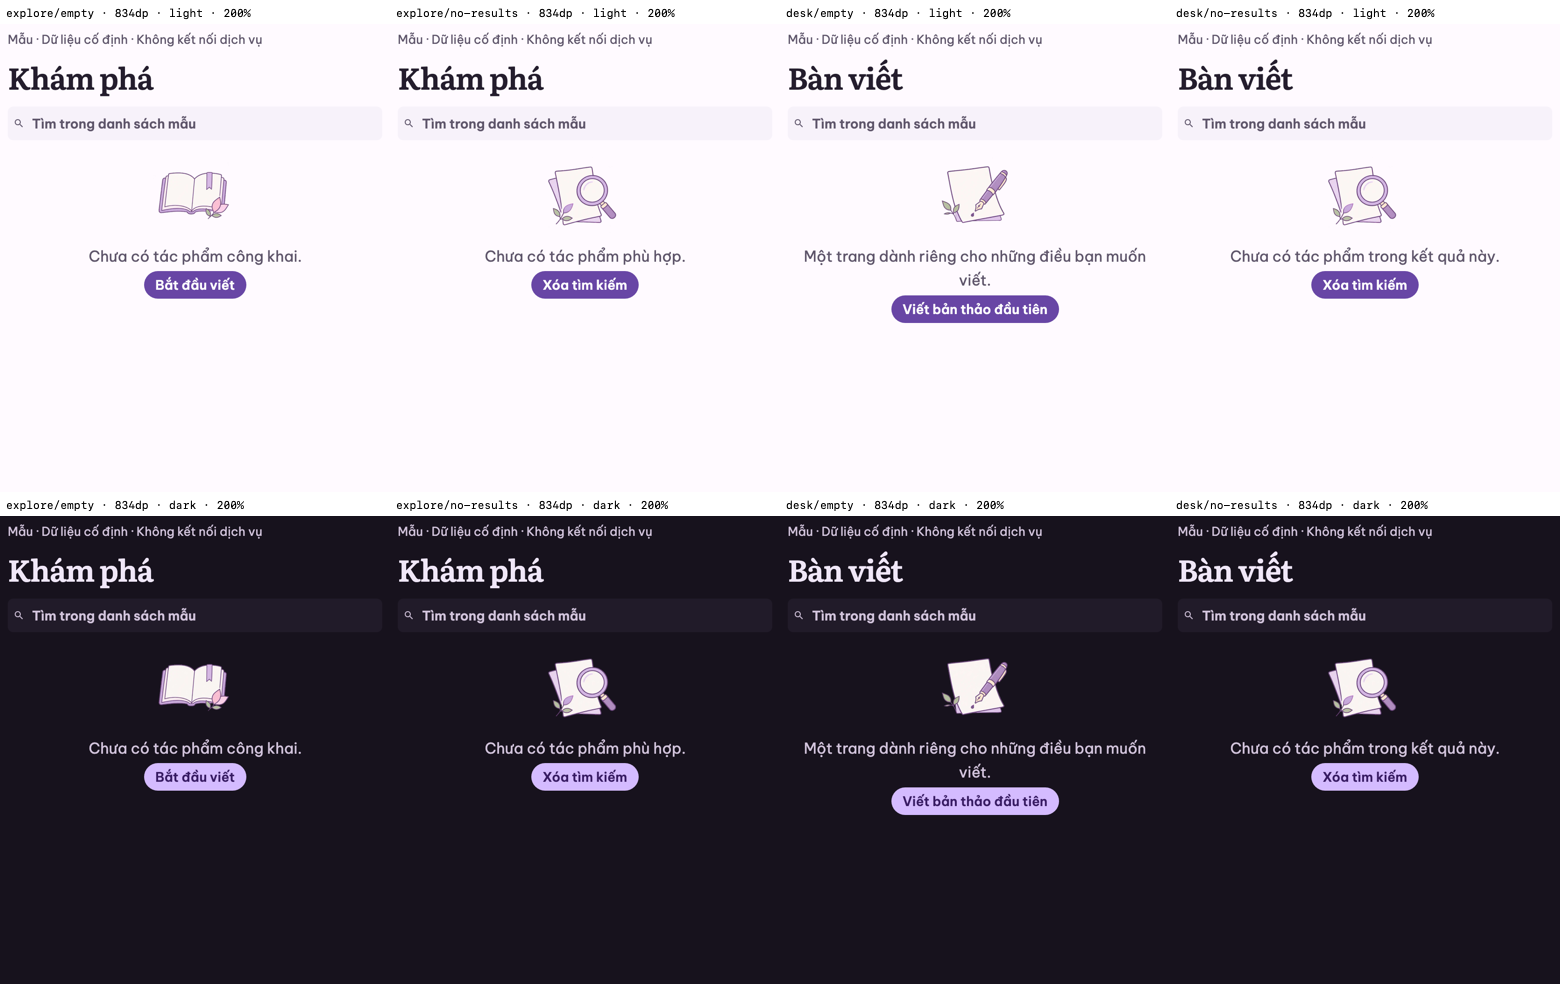 explore/empty · 834dp · light · 200%
Mẫu · Dữ liệu cố định · Không kết nối dịch vụ
Khám phá
Tìm trong danh sách mẫu
Chưa có tác phẩm công khai.
Bắt đầu viết
explore/no-results · 834dp · light · 200%
Mẫu · Dữ liệu cố định · Không kết nối dịch vụ
Khám phá
Tìm trong danh sách mẫu
Chưa có tác phẩm phù hợp.
Xóa tìm kiếm
desk/empty · 834dp · light · 200%
Mẫu · Dữ liệu cố định · Không kết nối dịch vụ
Bàn viết
Tìm trong danh sách mẫu
Một trang dành riêng cho những điều bạn muốn
viết.
Viết bản thảo đầu tiên
desk/no-results · 834dp · light · 200%
Mẫu · Dữ liệu cố định · Không kết nối dịch vụ
Bàn viết
Tìm trong danh sách mẫu
Chưa có tác phẩm trong kết quả này.
Xóa tìm kiếm
explore/empty · 834dp · dark · 200%
Mẫu · Dữ liệu cố định · Không kết nối dịch vụ
Khám phá
Tìm trong danh sách mẫu
Chưa có tác phẩm công khai.
Bắt đầu viết
explore/no-results · 834dp · dark · 200%
Mẫu · Dữ liệu cố định · Không kết nối dịch vụ
Khám phá
Tìm trong danh sách mẫu
Chưa có tác phẩm phù hợp.
Xóa tìm kiếm
desk/empty · 834dp · dark · 200%
Mẫu · Dữ liệu cố định · Không kết nối dịch vụ
Bàn viết
Tìm trong danh sách mẫu
Một trang dành riêng cho những điều bạn muốn
viết.
Viết bản thảo đầu tiên
desk/no-results · 834dp · dark · 200%
Mẫu · Dữ liệu cố định · Không kết nối dịch vụ
Bàn viết
Tìm trong danh sách mẫu
Chưa có tác phẩm trong kết quả này.
Xóa tìm kiếm